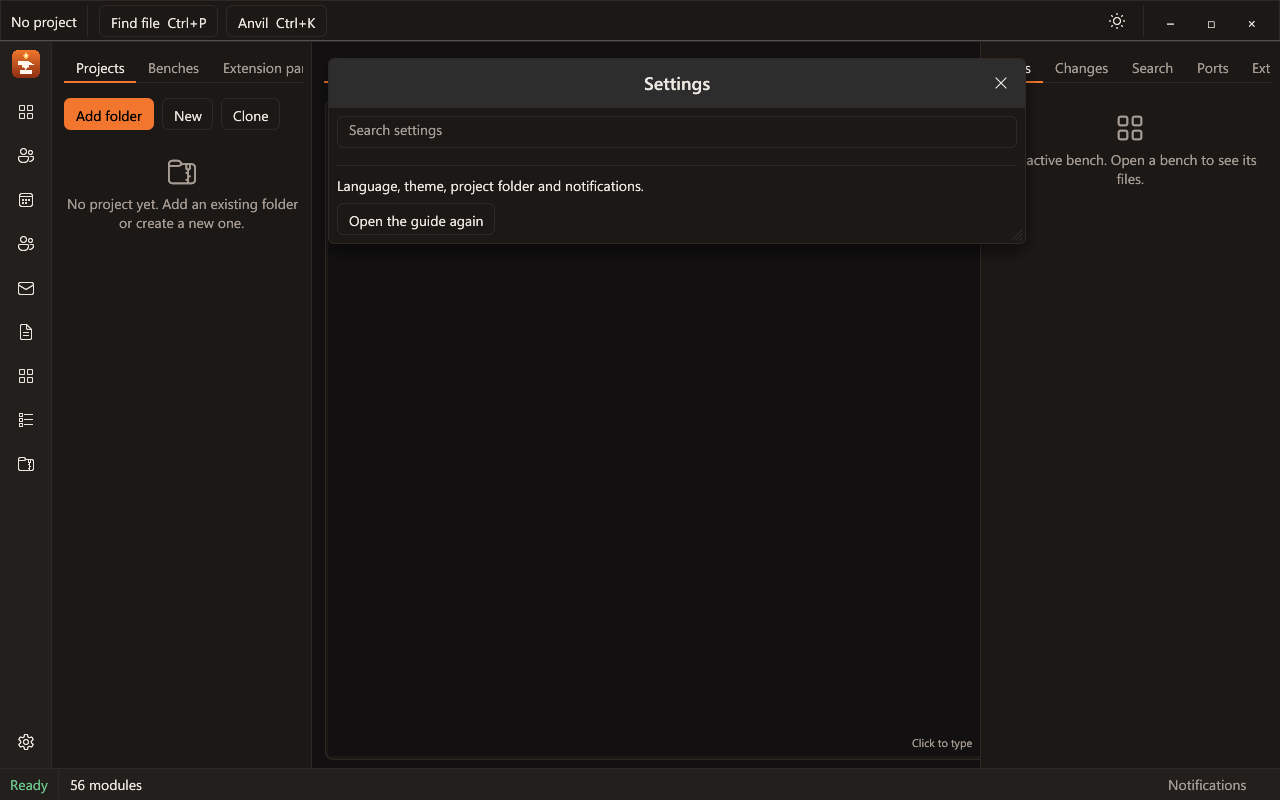 No project
Find file Ctrl+P
Anvil Ctrl+K
Projects
Benches
Extension par
Changes
Search
Ports
Ext
Settings
Add folder
New
Clone
Search settings
No project yet. Add an existing folder
or create a new one.
Language, theme, project folder and notifications.
Open the guide again
active bench. Open a bench to see its
files.
Click to type
Ready
56 modules
Notifications